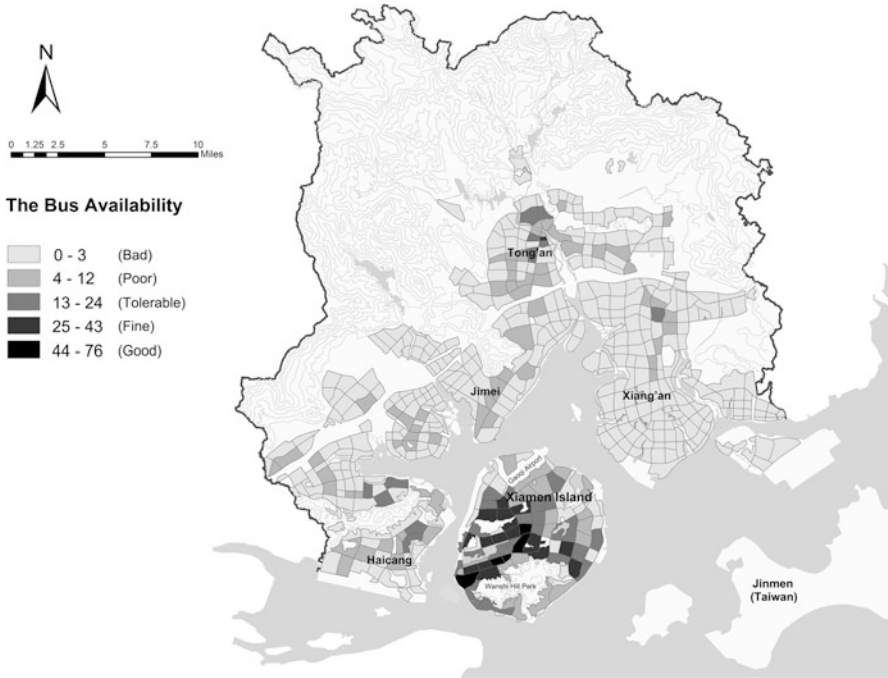 N
0 1.25 2.5 5 7.5 10
Miles
The Bus Availability
0 - 3 (Bad)
4 - 12 (Poor)
13 - 24 (Tolerable)
25 - 43 (Fine)
44 - 76 (Good)
Tong'an
Jimei
Xiang'an
Gaoqi Airport
Xiamen Island
Haicang
Wanshi Hill Park
Jinmen
(Taiwan)